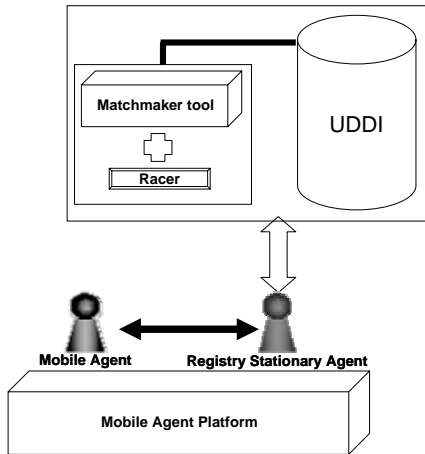 Matchmaker tool
UDDI
Racer
Mobile Agent
Registry Stationary Agent
Mobile Agent Platform